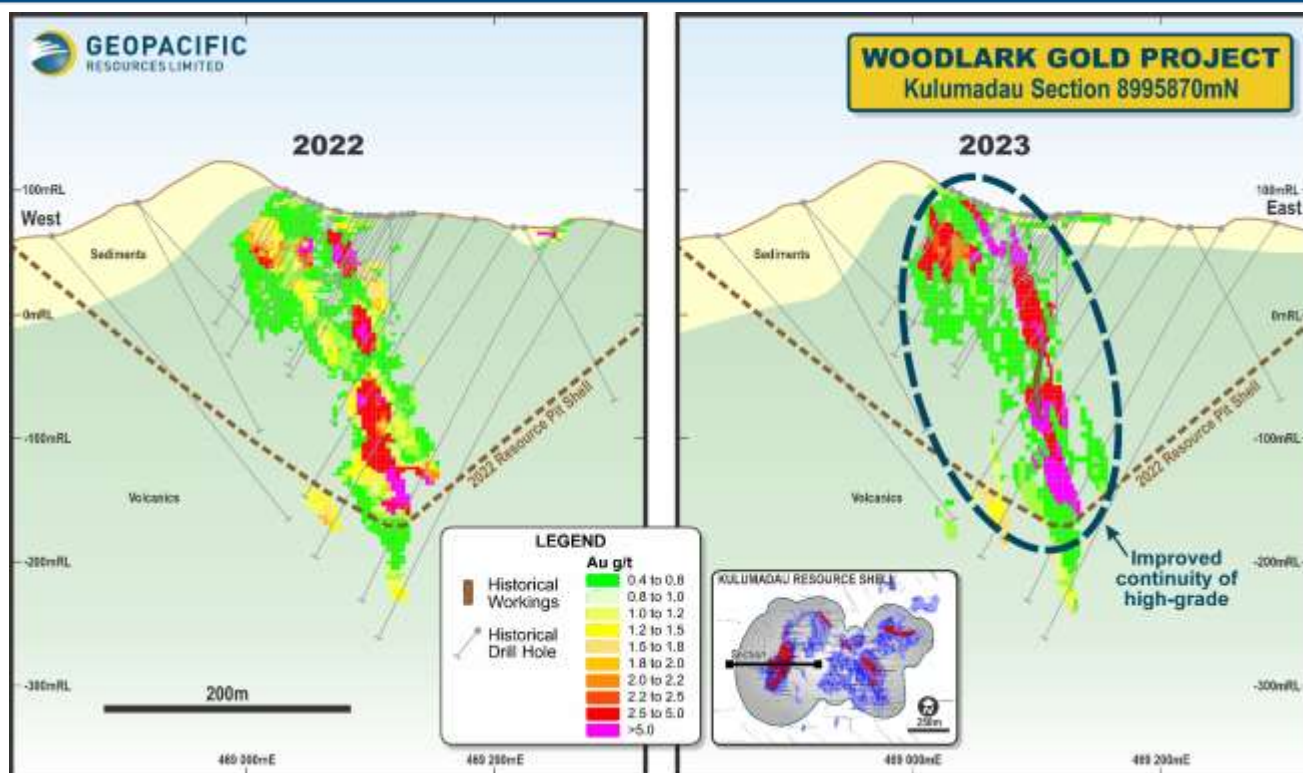 GEOPACIFIC
RESOURCES LIMITED
WOODLARK GOLD PROJECT
Kulumadau Section 8995870mN
2022
100mRL
West
Sediments
0mRL
-100mRL
2022 Resource Pit Shell
Volcanics
-200mRL
-300mRL
200m
469 000mE
469 200mE
LEGEND
Au g/t
Historical
Workings
Historical
Drill Hole
0.4 to 0.8
0.8 to 1.0
1.0 to 1.2
1.2 to 1.5
1.5 to 1.8
1.8 to 2.0
2.0 to 2.2
2.2 to 2.5
2.5 to 5.0
>5.0
2023
100mRL
East
Sediments
0mRL
-100mRL
2022 Resource Pit Shell
Volcanics
-200mRL
Improved
continuity of
high-grade
-300mRL
KULUMADAU RESOURCE SHELL
Section
250m
469 000mE
469 200mE